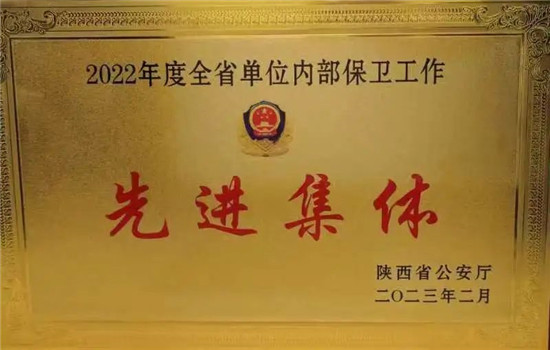 2022年度全省单位内部保卫工作
先进集体
陕西省公安厅
二〇二三年二月